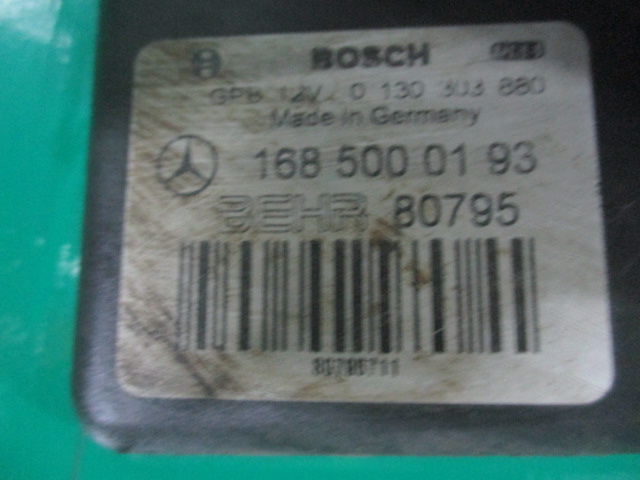 BOSCH
GPB 12V 0 130 303 880
Made in Germany
168 500 01 93
BEHR 80795